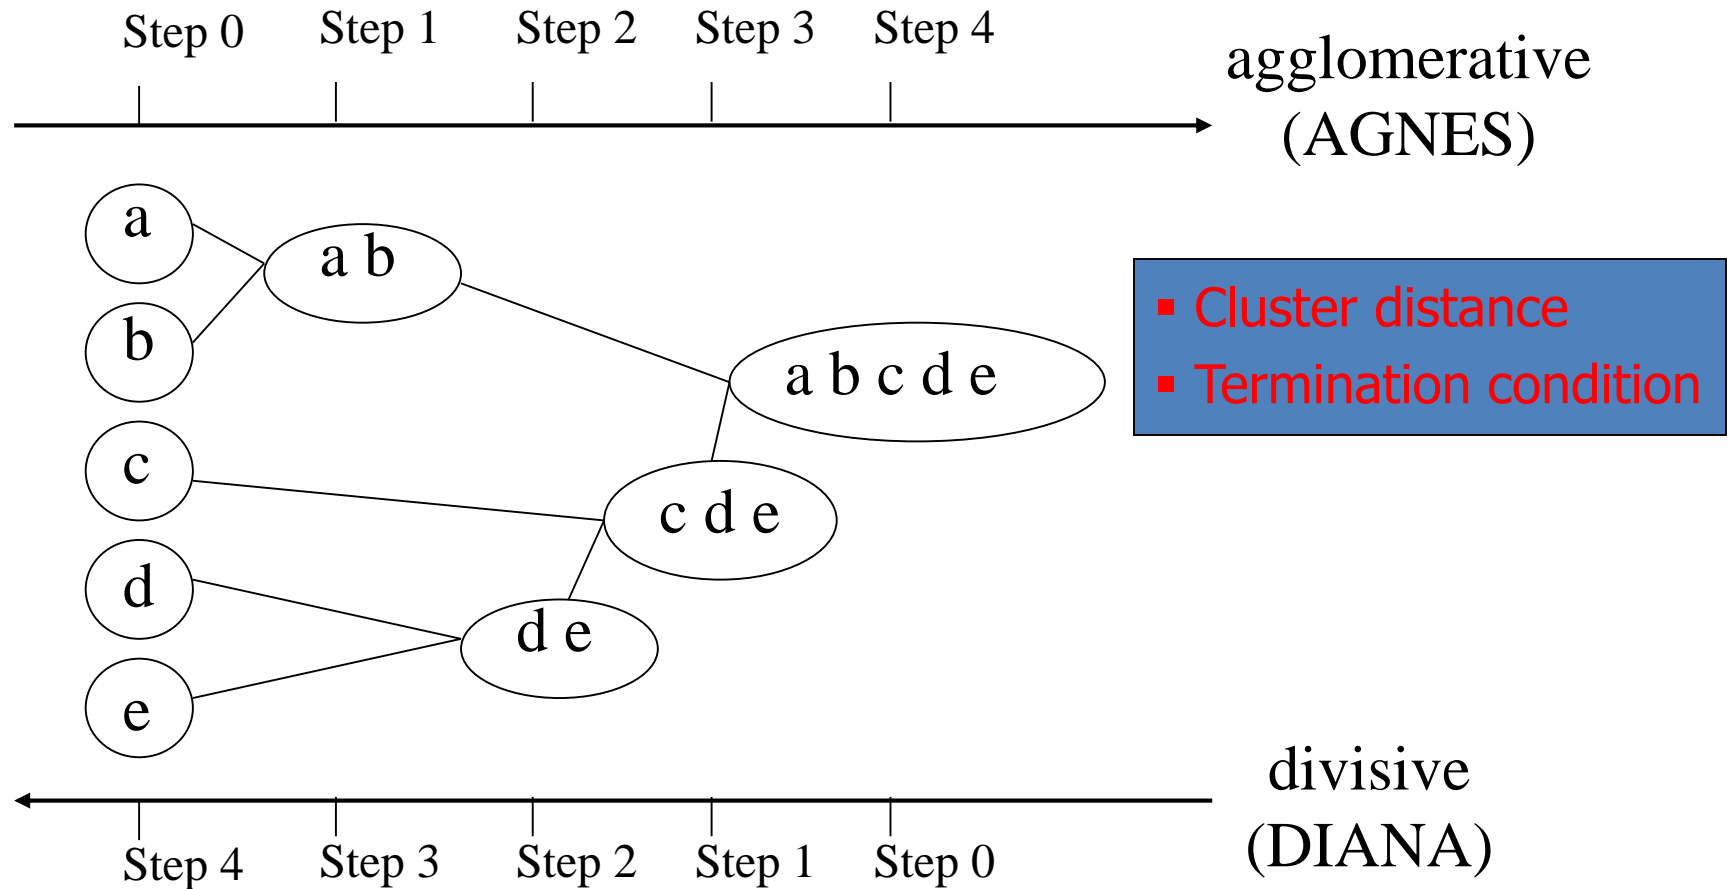 Step 0 Step 1 Step 2 Step 3 Step 4
agglomerative
(AGNES)
a
a b
b
▪ Cluster distance
▪ Termination condition
a b c d e
c
c d e
d
d e
e
divisive
(DIANA)
Step 4 Step 3 Step 2 Step 1 Step 0